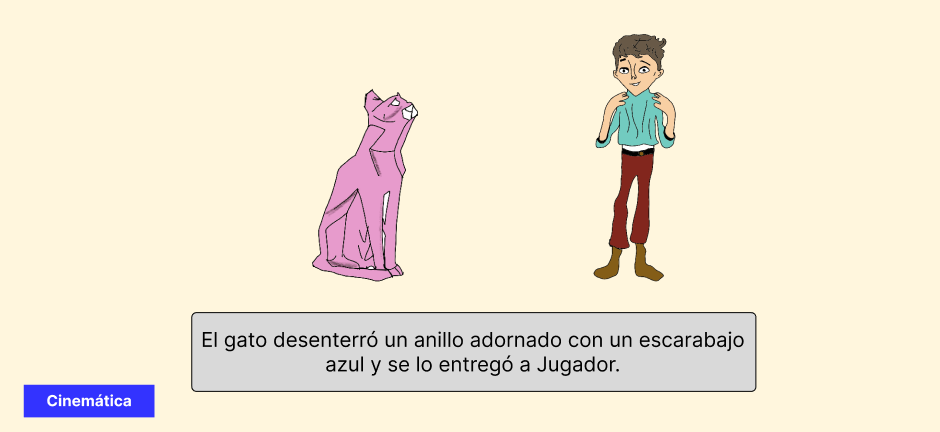 El gato desenterró un anillo adornado con un escarabajo
azul y se lo entregó a Jugador.
Cinemática